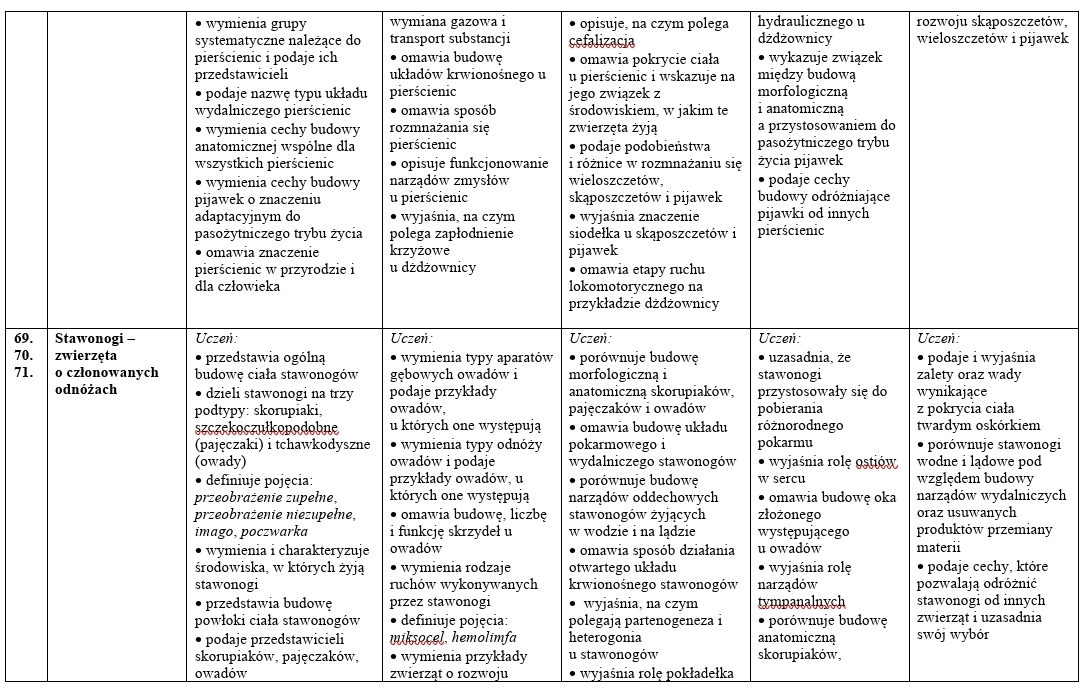 • wymienia grupy
systematyczne należące do
pierścienic i podaje ich
przedstawicieli
• podaje nazwę typu układu
wydalniczego pierścienic
• wymienia cechy budowy
anatomicznej wspólne dla
wszystkich pierścienic
• wymienia cechy budowy
pijawek o znaczeniu
adaptacyjnym do
pasożytniczego trybu życia
• omawia znaczenie
pierścienic w przyrodzie i
dla człowieka
wymiana gazowa i
transport substancji
• omawia budowę
układów krwionośnego u
pierścienic
• omawia sposób
rozmnażania się
pierścienic
• opisuje funkcjonowanie
narządów zmysłów
u pierścienic
• wyjaśnia, na czym
polega zapłodnienie
krzyżowe
u dżdżownicy
• opisuje, na czym polega
cefalizacja
• omawia pokrycie ciała
u pierścienic i wskazuje na
jego związek z
środowiskiem, w jakim te
zwierzęta żyją
• podaje podobieństwa
i różnice w rozmnażaniu się
wieloszczetów,
skąposzczetów i pijawek
• wyjaśnia znaczenie
siodełka u skąposzczetów i
pijawek
• omawia etapy ruchu
lokomotorycznego na
przykładzie dżdżownicy
hydraulicznego u
dżdżownicy
• wykazuje związek
między budową
morfologiczną
i anatomiczną
a przystosowaniem do
pasożytniczego trybu
życia pijawek
• podaje cechy
budowy odróżniające
pijawki od innych
pierścienic
rozwoju skąposzczetów,
wieloszczetów i pijawek
69.
70.
71.
Stawonogi –
zwierzęta
o członowanych
odnóżach
Uczeń:
• przedstawia ogólną
budowę ciała stawonogów
• dzieli stawonogi na trzy
podtypy: skorupiaki,
szczękoczułkopodobne
(pajęczaki) i tchawkodyszne
(owady)
• definiuje pojęcia:
przeobrażenie zupełne,
przeobrażenie niezupełne,
imago, poczwarka
• wymienia i charakteryzuje
środowiska, w których żyją
stawonogi
• przedstawia budowę
powłoki ciała stawonogów
• podaje przedstawicieli
skorupiaków, pajęczaków,
owadów
Uczeń:
• wymienia typy aparatów
gębowych owadów i
podaje przykłady
owadów,
u których one występują
• wymienia typy odnóży
owadów i podaje
przykłady owadów, u
których one występują
• omawia budowę, liczbę
i funkcję skrzydeł u
owadów
• wymienia rodzaje
ruchów wykonywanych
przez stawonogi
• definiuje pojęcia:
miksocel, hemolimfa
• wymienia przykłady
zwierząt o rozwoju
Uczeń:
• porównuje budowę
morfologiczną i
anatomiczną skorupiaków,
pajęczaków i owadów
• omawia budowę układu
pokarmowego i
wydalniczego stawonogów
• porównuje budowę
narządów oddechowych
stawonogów żyjących
w wodzie i na lądzie
• omawia sposób działania
otwartego układu
krwionośnego stawonogów
• wyjaśnia, na czym
polegają partenogeneza i
heterogonia
u stawonogów
• wyjaśnia rolę pokładełka
Uczeń:
• uzasadnia, że
stawonogi
przystosowały się do
pobierania
różnorodnego
pokarmu
• wyjaśnia rolę ostiów
w sercu
• omawia budowę oka
złożonego
występującego
u owadów
• wyjaśnia rolę
narządów
tympanalnych
• porównuje budowę
anatomiczną
skorupiaków,
Uczeń:
• podaje i wyjaśnia
zalety oraz wady
wynikające
z pokrycia ciała
twardym oskórkiem
• porównuje stawonogi
wodne i lądowe pod
względem budowy
narządów wydalniczych
oraz usuwanych
produktów przemiany
materii
• podaje cechy, które
pozwalają odróżnić
stawonogi od innych
zwierząt i uzasadnia
swój wybór